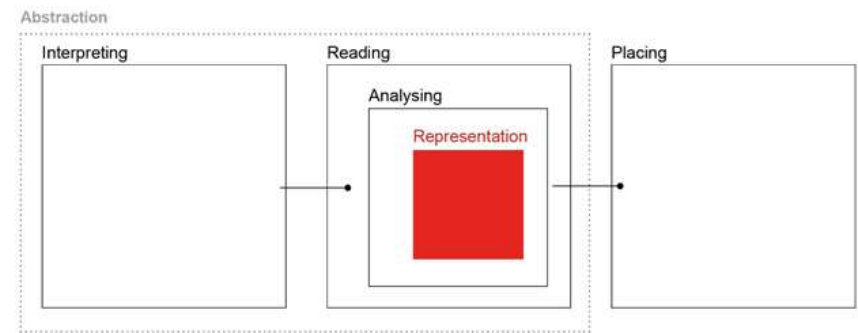 Abstraction
Interpreting
Reading
Placing
Analysing
Representation